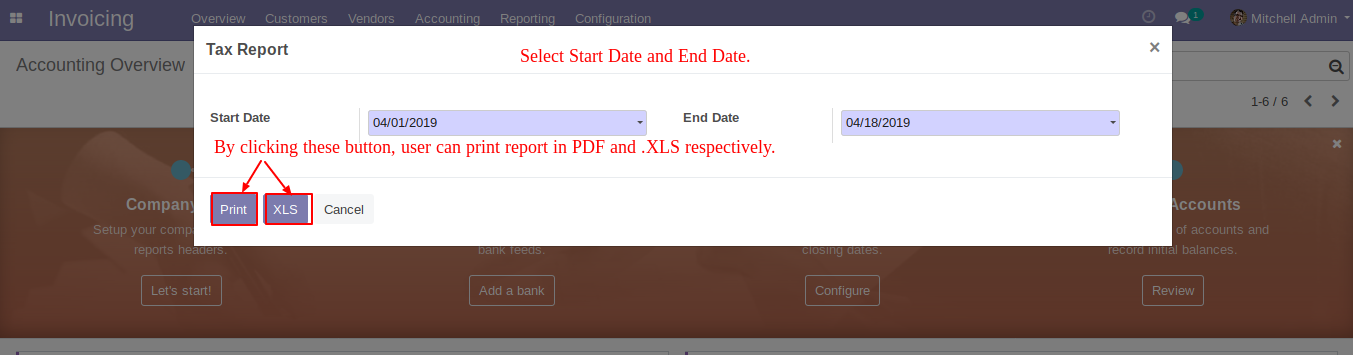 Invoicing Overview Customers Vendors Accounting Reporting Configuration 1 Mitchell Admin
Tax Report
Select Start Date and End Date.
×
Accounting Overview
1-6 / 6
Start Date 04/01/2019 End Date 04/18/2019
By clicking these button, user can print report in PDF and .XLS respectively.
Print XLS Cancel
Company
Accounts
Setup your comp
of accounts and
reports headers.
bank feeds.
closing dates.
record initial balances.
Let's start! Add a bank Configure Review